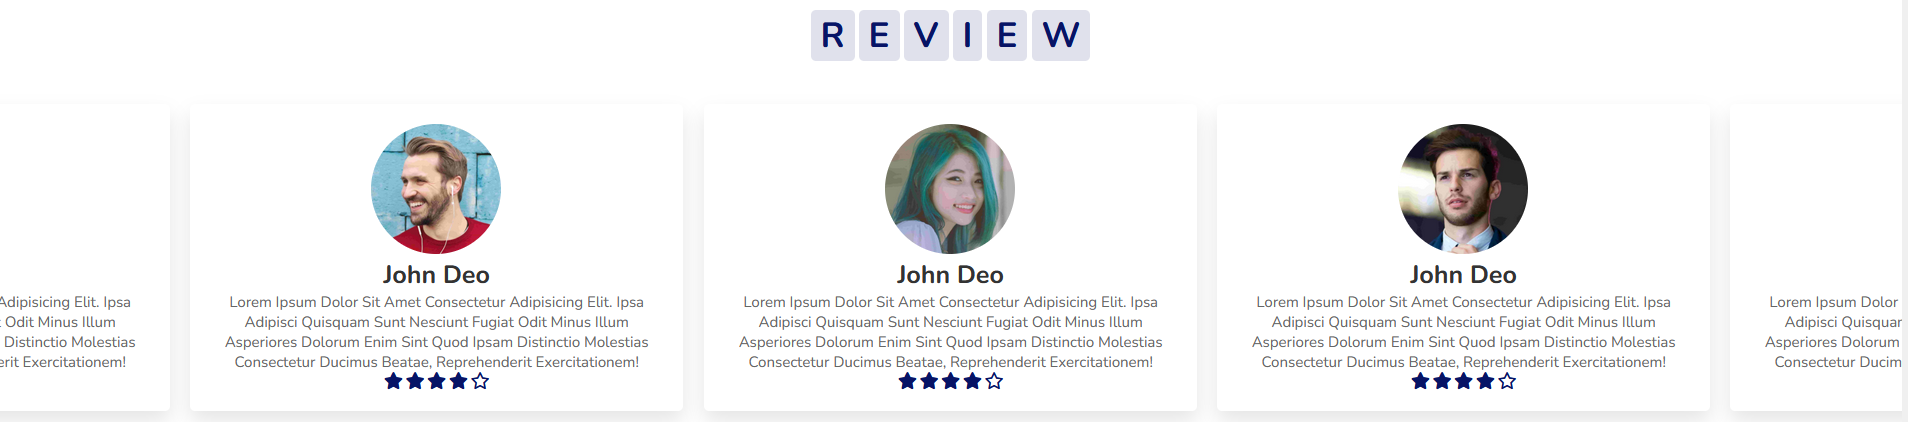 REVIEW
Adipisicing Elit. Ipsa
Odit Minus Illum
Distinctio Molestias
erit Exercitationem!
John Deo
Lorem Ipsum Dolor Sit Amet Consectetur Adipisicing Elit. Ipsa
Adipisci Quisquam Sunt Nesciunt Fugiat Odit Minus Illum
Asperiores Dolorum Enim Sint Quod Ipsam Distinctio Molestias
Consectetur Ducimus Beatae, Reprehenderit Exercitationem!
John Deo
Lorem Ipsum Dolor Sit Amet Consectetur Adipisicing Elit. Ipsa
Adipisci Quisquam Sunt Nesciunt Fugiat Odit Minus Illum
Asperiores Dolorum Enim Sint Quod Ipsam Distinctio Molestias
Consectetur Ducimus Beatae, Reprehenderit Exercitationem!
John Deo
Lorem Ipsum Dolor Sit Amet Consectetur Adipisicing Elit. Ipsa
Adipisci Quisquam Sunt Nesciunt Fugiat Odit Minus Illum
Asperiores Dolorum Enim Sint Quod Ipsam Distinctio Molestias
Consectetur Ducimus Beatae, Reprehenderit Exercitationem!
Lorem Ipsum Dolor
Adipisci Quisquar
Asperiores Dolorum
Consectetur Ducim